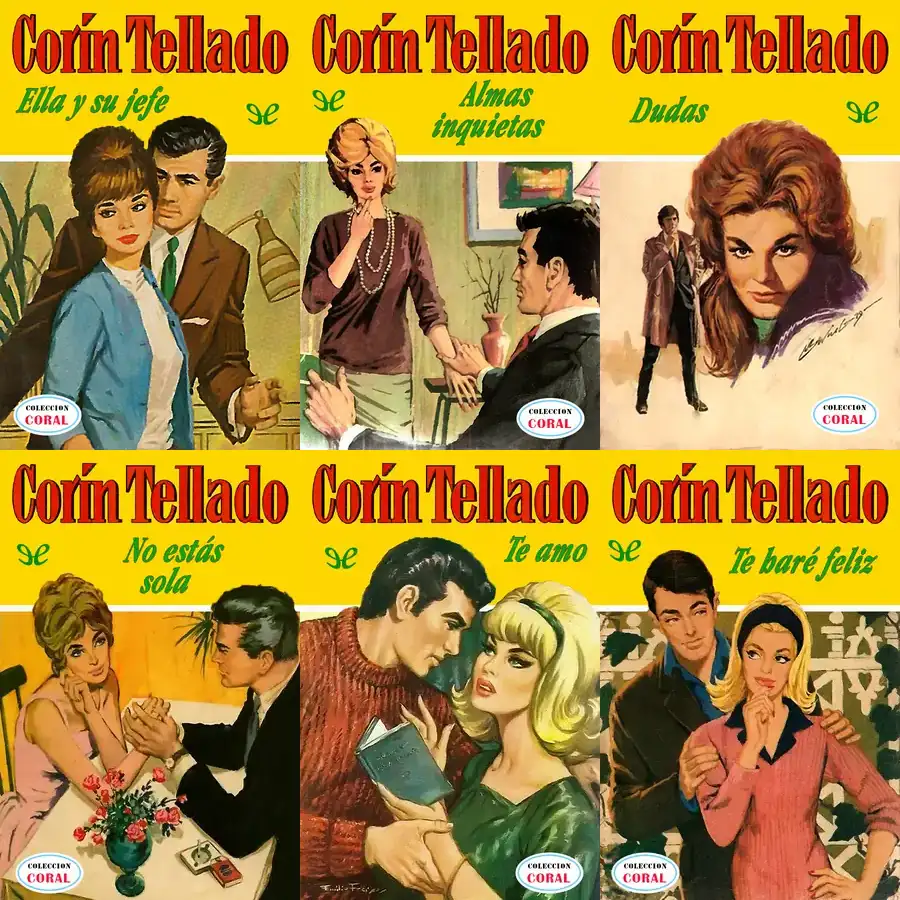 Corín Tellado
Ella y su jefe
COLECCION
CORAL
Corín Tellado
Almas
inquietas
COLECCION
CORAL
Corín Tellado
Dudas
COLECCION
CORAL
Corín Tellado
No estás
sola
COLECCION
CORAL
Corín Tellado
Te amo
COLECCION
CORAL
Corín Tellado
Te haré feliz
COLECCION
CORAL